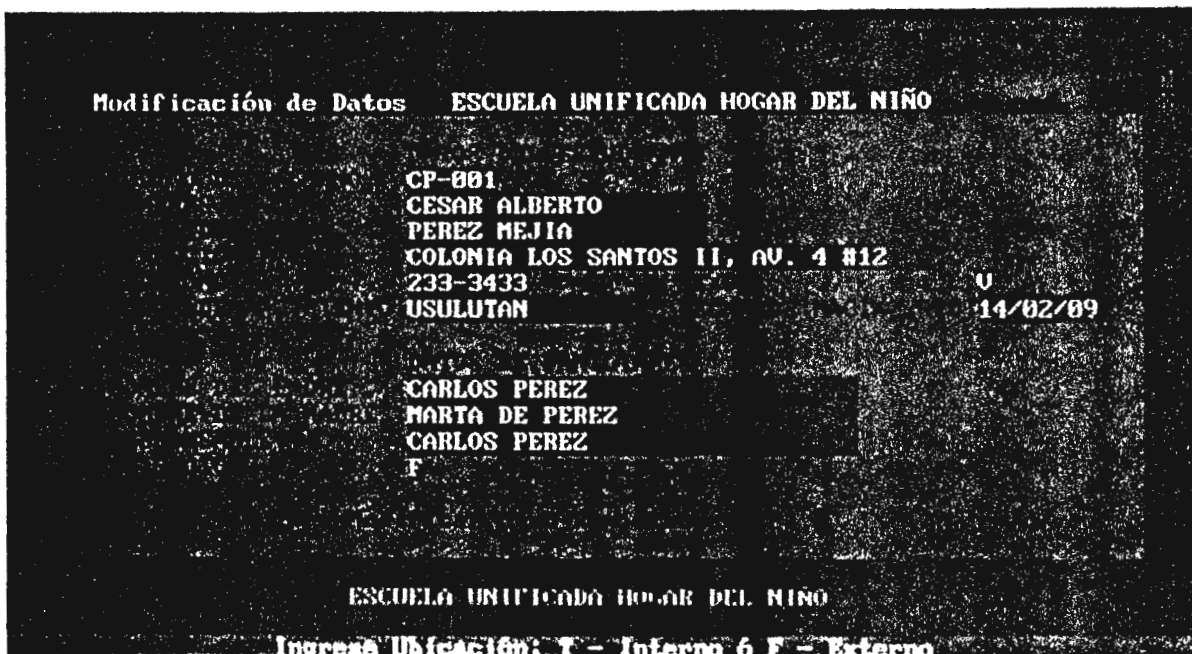 Modificación de Datos ESCUELA UNIFICADA HOGAR DEL NIÑO
CP-001
CESAR ALBERTO
PEREZ MEJIA
COLONIA LOS SANTOS II, AV. 4 #12
233-3433 V
USULUTAN 14/02/09
CARLOS PEREZ
MARTA DE PEREZ
CARLOS PEREZ
F
ESCUELA UNIFICADA HOGAR DEL NIÑO
Ingrese Ubicación: T - Interno ó F - Externo